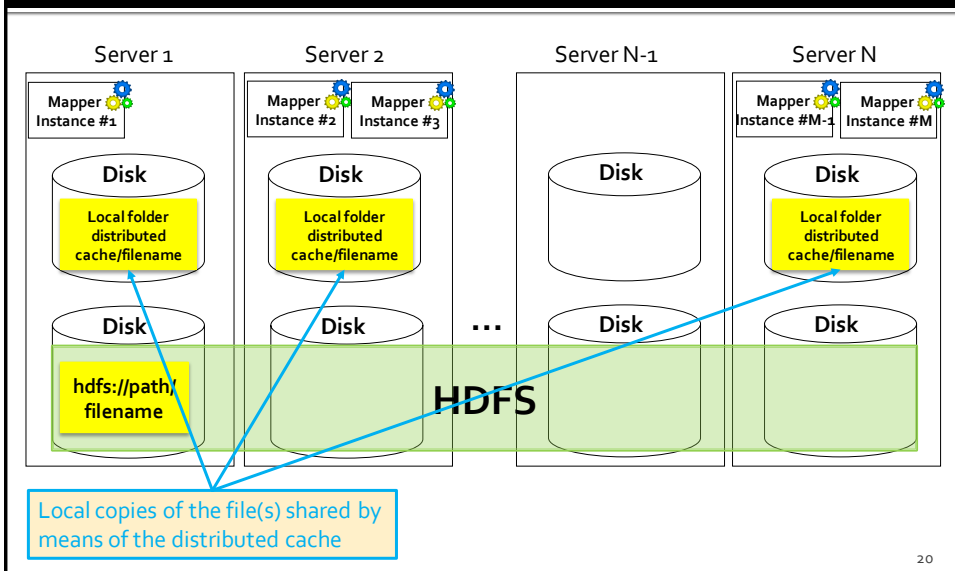 Server 1
Server 2
Server N-1
Server N
Mapper
Instance #1
Mapper
Instance #2
Mapper
Instance #3
Mapper
Instance #M-1
Mapper
Instance #M
Disk
Local folder
distributed
cache/filename
Disk
Local folder
distributed
cache/filename
Disk
Disk
Local folder
distributed
cache/filename
Disk
Disk
...
Disk
Disk
hdfs://path/
filename
HDFS
Local copies of the file(s) shared by
means of the distributed cache
20